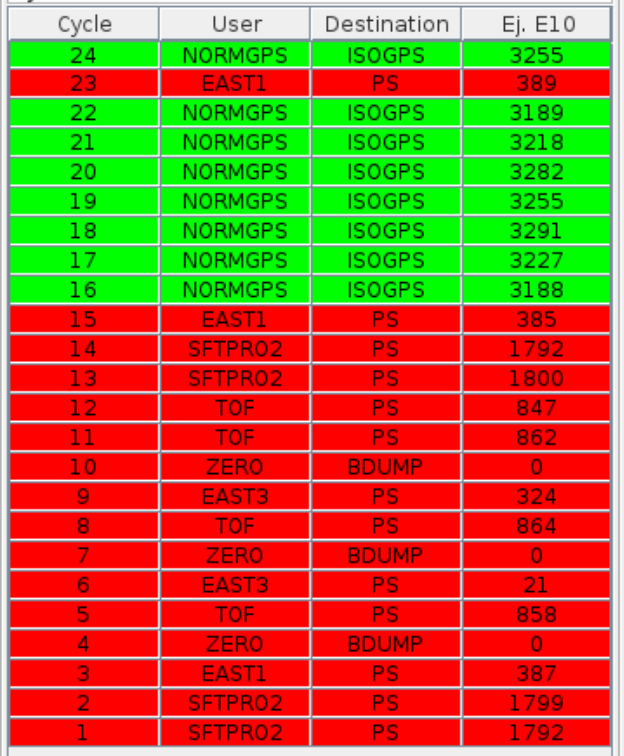 Cycle User Destination Ej. E10
24 NORMGPS ISOGPS 3255
23 EAST1 PS 389
22 NORMGPS ISOGPS 3189
21 NORMGPS ISOGPS 3218
20 NORMGPS ISOGPS 3282
19 NORMGPS ISOGPS 3255
18 NORMGPS ISOGPS 3291
17 NORMGPS ISOGPS 3227
16 NORMGPS ISOGPS 3188
15 EAST1 PS 385
14 SFTPRO2 PS 1792
13 SFTPRO2 PS 1800
12 TOF PS 847
11 TOF PS 862
10 ZERO BDUMP 0
9 EAST3 PS 324
8 TOF PS 864
7 ZERO BDUMP 0
6 EAST3 PS 21
5 TOF PS 858
4 ZERO BDUMP 0
3 EAST1 PS 387
2 SFTPRO2 PS 1799
1 SFTPRO2 PS 1792